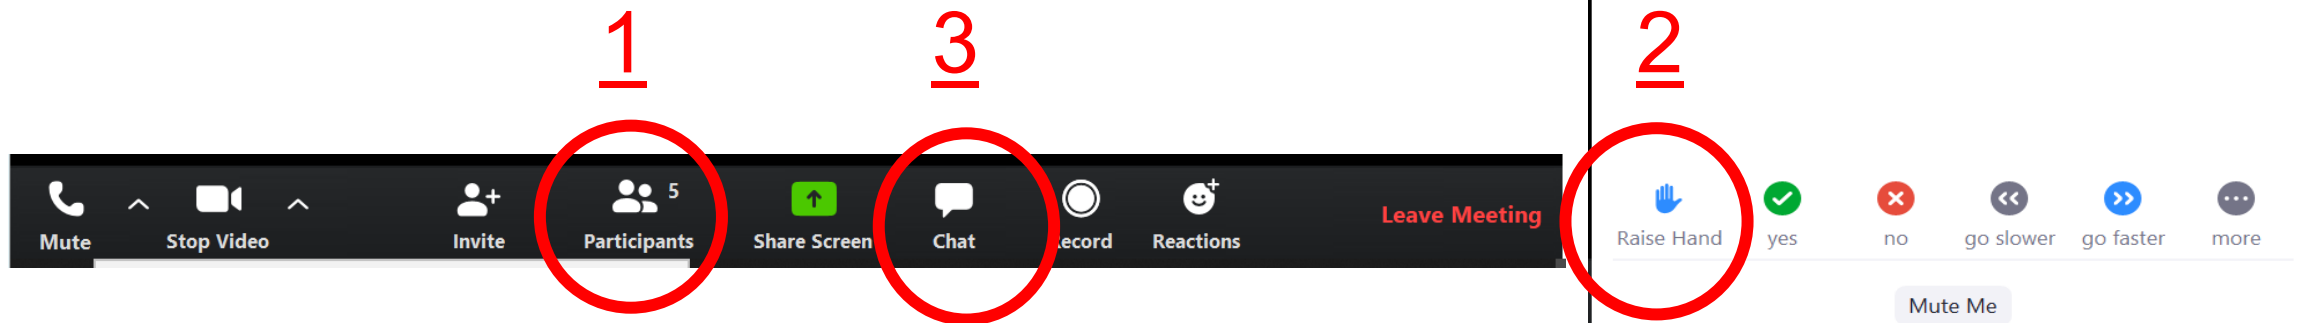 1
3
2
5
Mute
Stop Video
Invite
Participants
Share Screen
Chat
Record
Reactions
Leave Meeting
Raise Hand
yes
no
go slower
go faster
more
Mute Me